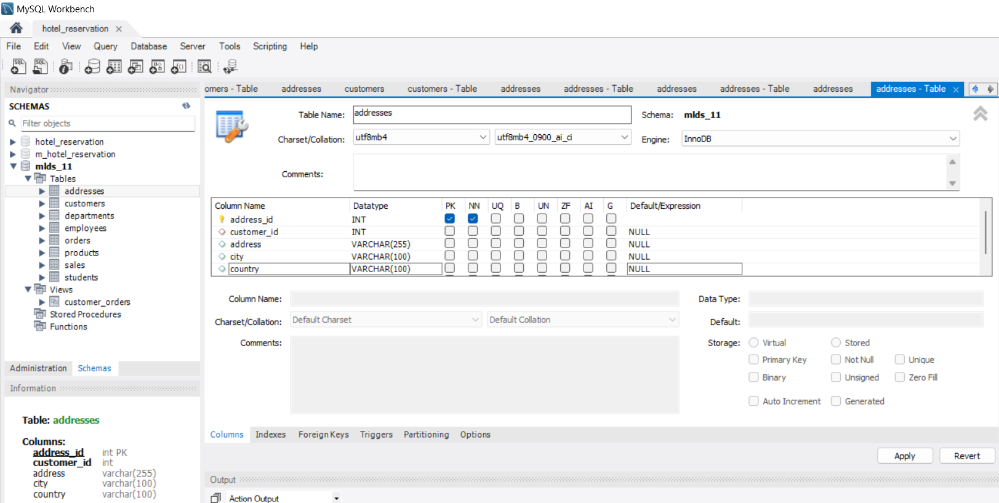 MySQL Workbench
hotel_reservation
File Edit View Query Database Server Tools Scripting Help
SQL SQL i f()
Navigator
SCHEMAS
Filter objects
hotel_reservation
m_hotel_reservation
mlds_11
Tables
addresses
customers
departments
employees
orders
products
sales
students
Views
customer_orders
Stored Procedures
Functions
Administration Schemas
Information
Table: addresses
Columns:
address_id int PK
customer_id int
address varchar(255)
city varchar(100)
country varchar(100)
omers - Table addresses customers customers - Table addresses addresses - Table addresses addresses - Table addresses addresses - Table
Table Name: addresses Schema: mlds_11
Charset/Collation: utf8mb4 utf8mb4_0900_ai_ci Engine: InnoDB
Comments:
Column Name Datatype PK NN UQ B UN ZF AI G Default/Expression
address_id INT
customer_id INT NULL
address VARCHAR(255) NULL
city VARCHAR(100) NULL
country VARCHAR(100) NULL
Column Name: Data Type:
Charset/Collation: Default Charset Default Collation Default:
Comments: Storage: Virtual Stored
Primary Key Not Null Unique
Binary Unsigned Zero Fill
Auto Increment Generated
Columns Indexes Foreign Keys Triggers Partitioning Options
Apply Revert
Output
Action Output